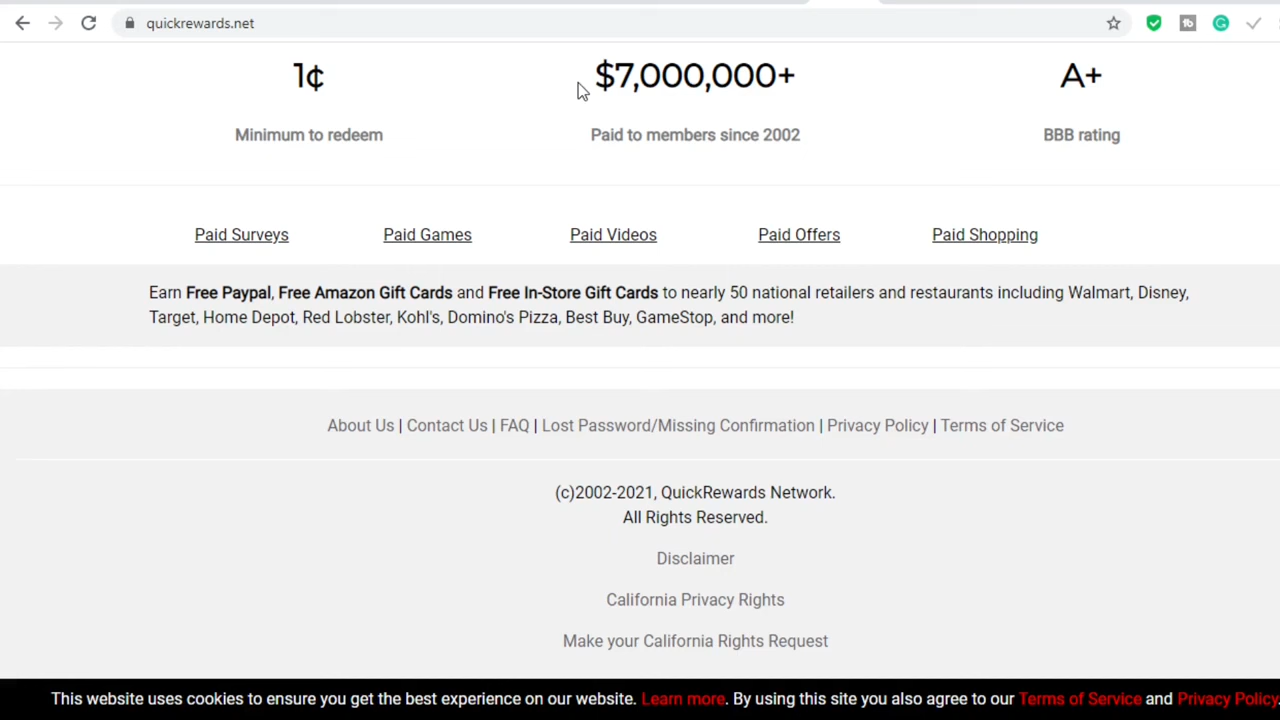 quickrewards.net
1¢ $7,000,000+ A+
Minimum to redeem Paid to members since 2002 BBB rating
Paid Surveys Paid Games Paid Videos Paid Offers Paid Shopping
Earn Free Paypal, Free Amazon Gift Cards and Free In-Store Gift Cards to nearly 50 national retailers and restaurants including Walmart, Disney,
Target, Home Depot, Red Lobster, Kohl's, Domino's Pizza, Best Buy, GameStop, and more!
About Us | Contact Us | FAQ | Lost Password/Missing Confirmation | Privacy Policy | Terms of Service
(c)2002-2021, QuickRewards Network.
All Rights Reserved.
Disclaimer
California Privacy Rights
Make your California Rights Request
This website uses cookies to ensure you get the best experience on our website. Learn more. By using this site you also agree to our Terms of Service and Privacy Policy